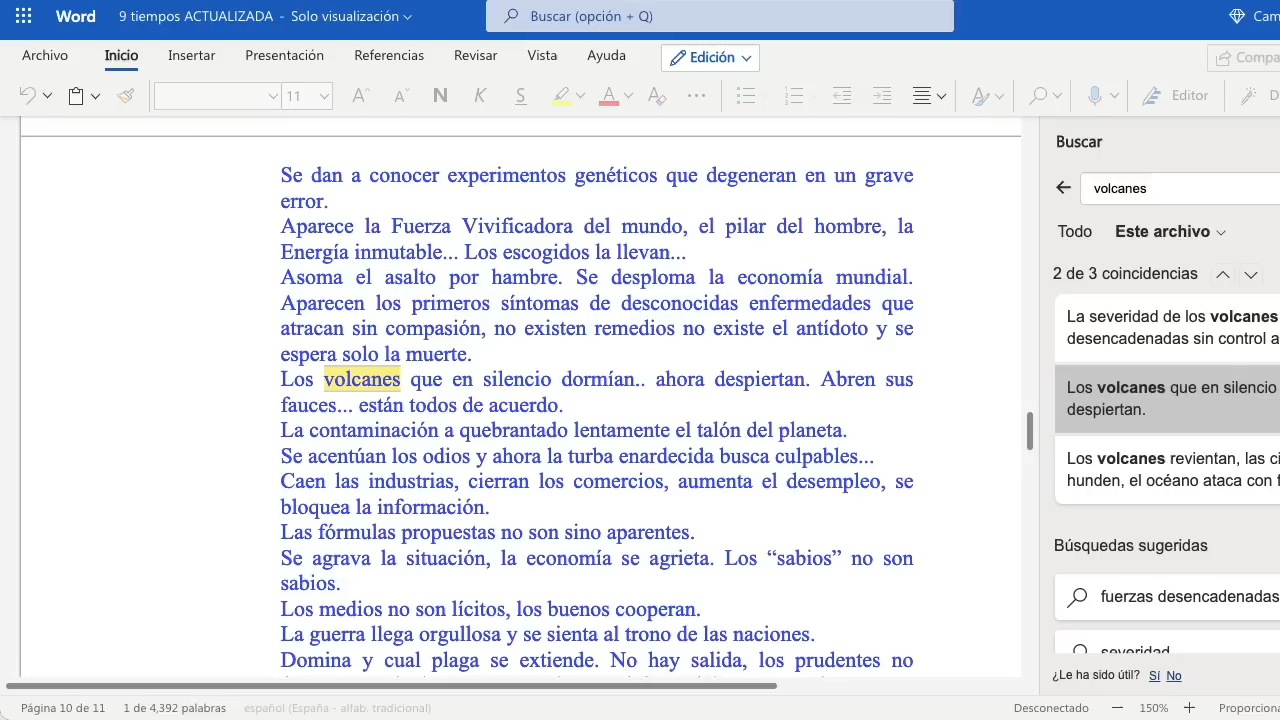 Word
9 tiempos ACTUALIZADA - Solo visualización
Buscar (opción + Q)
Cam
Archivo Inicio Insertar Presentación Referencias Revisar Vista Ayuda Edición
Compa
11 N K S Editor D
Se dan a conocer experimentos genéticos que degeneran en un grave
error.
Aparece la Fuerza Vivificadora del mundo, el pilar del hombre, la
Energía inmutable... Los escogidos la llevan...
Asoma el asalto por hambre. Se desploma la economía mundial.
Aparecen los primeros síntomas de desconocidas enfermedades que
atracan sin compasión, no existen remedios no existe el antídoto y se
espera solo la muerte.
Los volcanes que en silencio dormían.. ahora despiertan. Abren sus
fauces... están todos de acuerdo.
La contaminación a quebrantado lentamente el talón del planeta.
Se acentúan los odios y ahora la turba enardecida busca culpables...
Caen las industrias, cierran los comercios, aumenta el desempleo, se
bloquea la información.
Las fórmulas propuestas no son sino aparentes.
Se agrava la situación, la economía se agrieta. Los “sabios” no son
sabios.
Los medios no son lícitos, los buenos cooperan.
La guerra llega orgullosa y se sienta al trono de las naciones.
Domina y cual plaga se extiende. No hay salida, los prudentes no
Buscar
volcanes
Todo Este archivo
2 de 3 coincidencias
La severidad de los volcanes
desencadenadas sin control a
Los volcanes que en silencio
despiertan.
Los volcanes revientan, las ci
hunden, el océano ataca con f
Búsquedas sugeridas
fuerzas desencadenadas
severidad
¿Le ha sido útil? Sí No
Página 10 de 11 1 de 4,392 palabras español (España - alfab. tradicional)
Desconectado 150% Proporciona